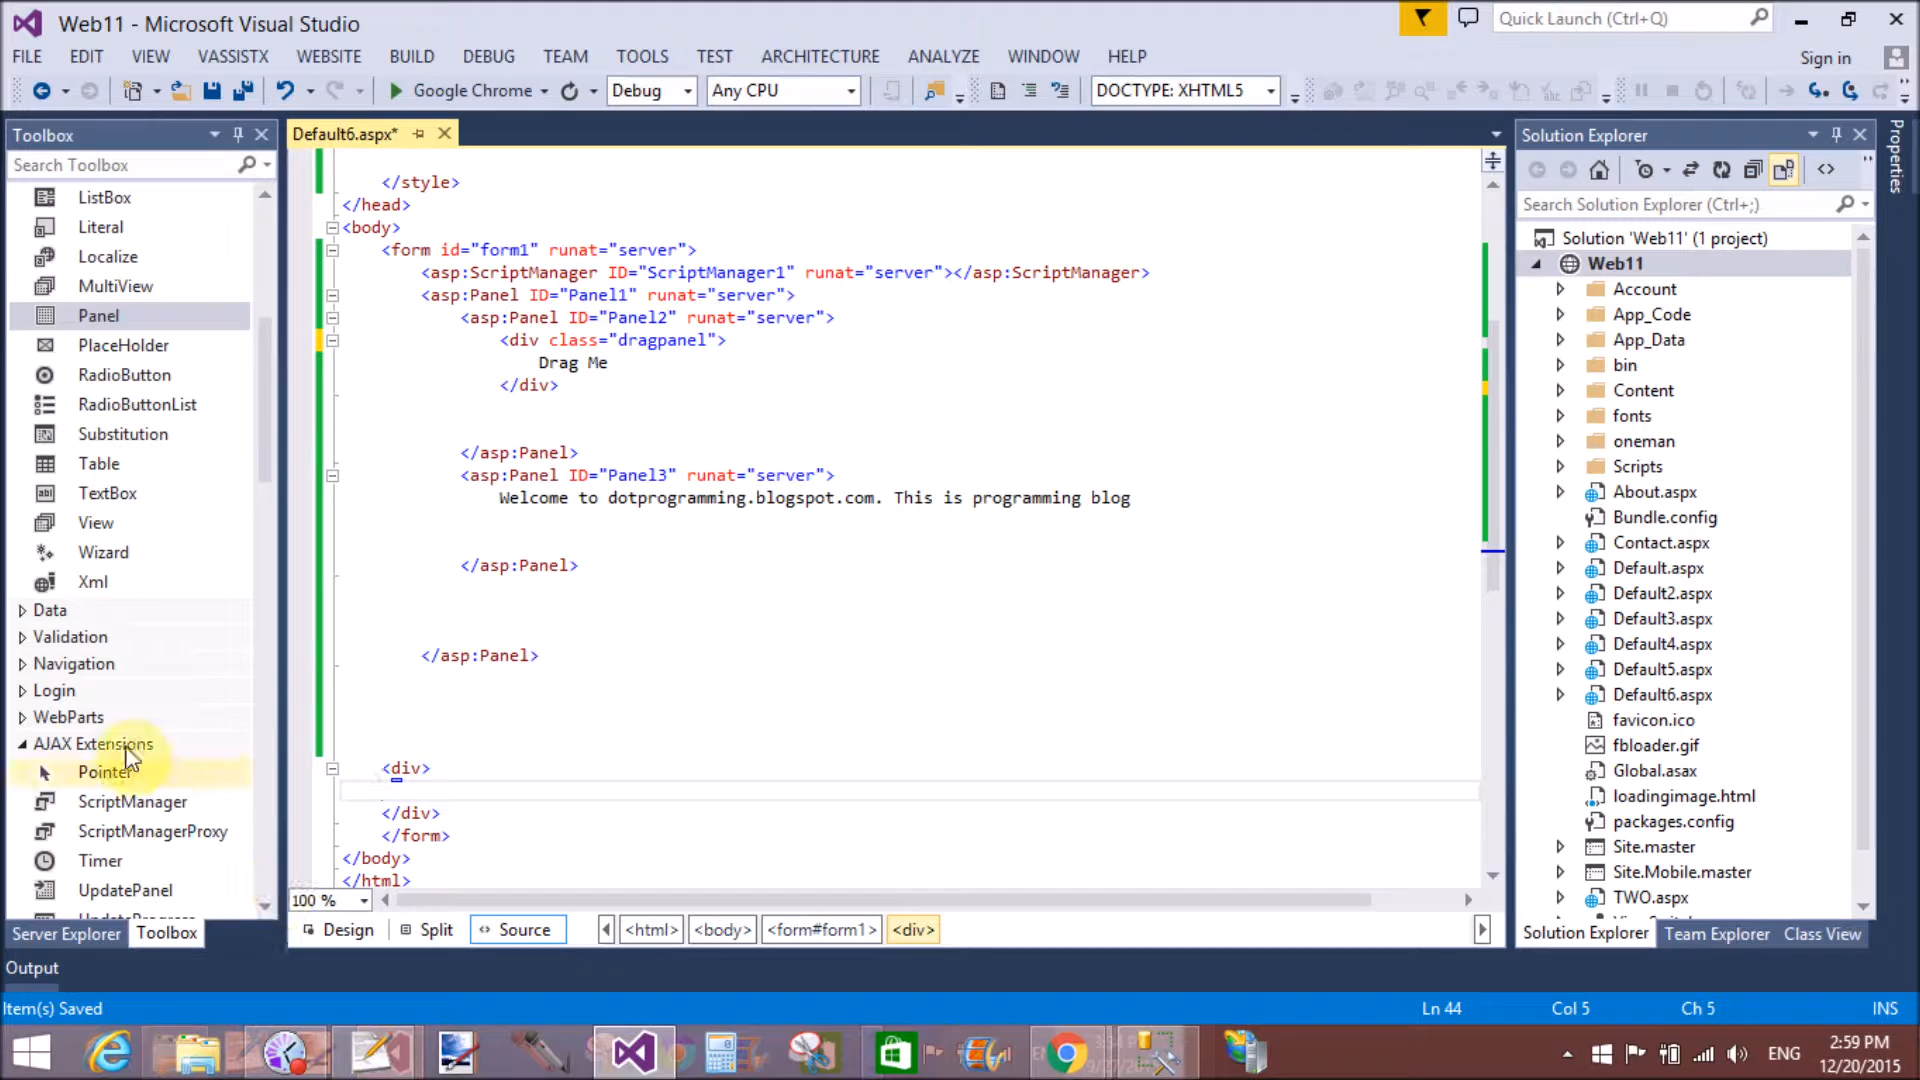 Web11 - Microsoft Visual Studio
Quick Launch (Ctrl+Q)
FILE EDIT VIEW VASSISTX WEBSITE BUILD DEBUG TEAM TOOLS TEST ARCHITECTURE ANALYZE WINDOW HELP
Sign in
Google Chrome Debug Any CPU DOCTYPE: XHTML5
Toolbox
Search Toolbox
ListBox
Literal
Localize
MultiView
Panel
PlaceHolder
RadioButton
RadioButtonList
Substitution
Table
TextBox
View
Wizard
Xml
Data
Validation
Navigation
Login
WebParts
AJAX Extensions
Pointer
ScriptManager
ScriptManagerProxy
Timer
UpdatePanel
Server Explorer Toolbox
Default6.aspx*
</style>
</head>
<body>
<form id="form1" runat="server">
<asp:ScriptManager ID="ScriptManager1" runat="server"></asp:ScriptManager>
<asp:Panel ID="Panel1" runat="server">
<asp:Panel ID="Panel2" runat="server">
<div class="dragpanel">
Drag Me
</div>
</asp:Panel>
<asp:Panel ID="Panel3" runat="server">
Welcome to dotprogramming.blogspot.com. This is programming blog
</asp:Panel>
</asp:Panel>
<div>
</div>
</form>
</body>
</html>
100 %
Design Split Source <html> <body> <form#form1> <div>
Properties
Solution Explorer
Search Solution Explorer (Ctrl+;)
Solution 'Web11' (1 project)
Web11
Account
App_Code
App_Data
bin
Content
fonts
oneman
Scripts
About.aspx
Bundle.config
Contact.aspx
Default.aspx
Default2.aspx
Default3.aspx
Default4.aspx
Default5.aspx
Default6.aspx
favicon.ico
fbloader.gif
Global.asax
loadingimage.html
packages.config
Site.master
Site.Mobile.master
TWO.aspx
Solution Explorer Team Explorer Class View
Output
Item(s) Saved
Ln 44 Col 5 Ch 5 INS
ENG
2:59 PM
12/20/2015